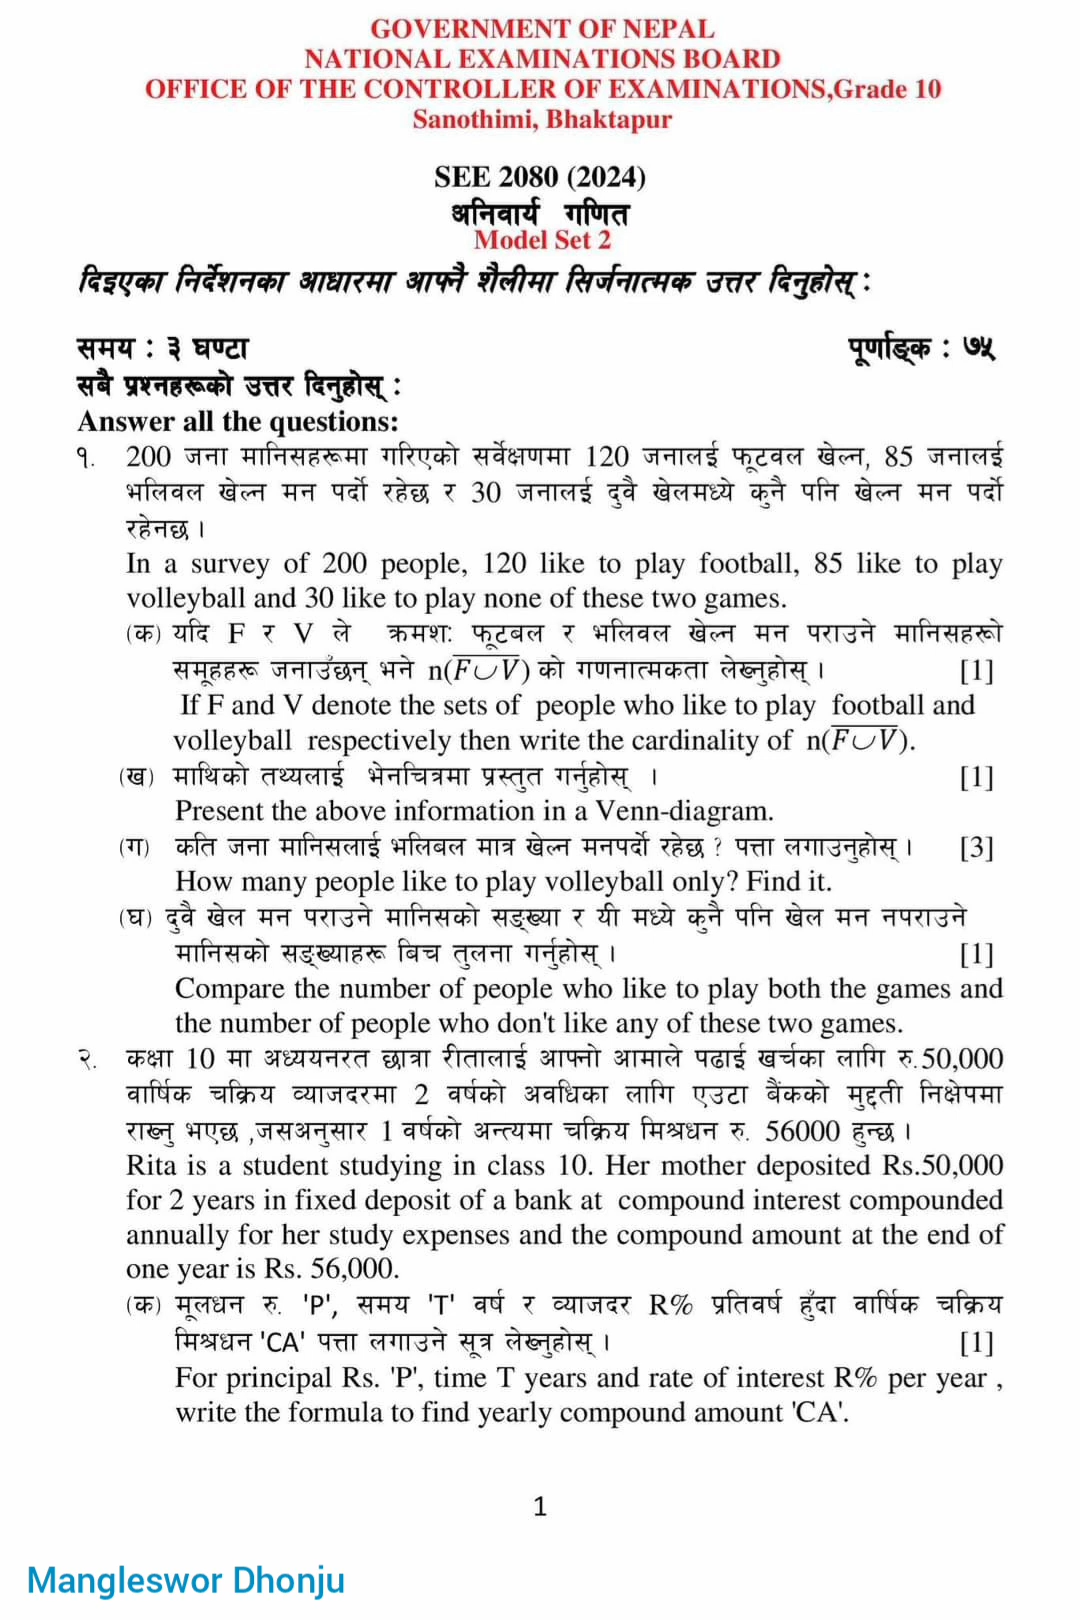 GOVERNMENT OF NEPAL
NATIONAL EXAMINATIONS BOARD
OFFICE OF THE CONTROLLER OF EXAMINATIONS,Grade 10
Sanothimi, Bhaktapur
SEE 2080 (2024)
अनिवार्य गणित
Model Set 2
दिइएका निर्देशनका आधारमा आफ्नै शैलीमा सिर्जनात्मक उत्तर दिनुहोस् :
समय : ३ घण्टा पूर्णाङ्क : ७५
सबै प्रश्नहरूको उत्तर दिनुहोस् :
Answer all the questions:
१. 200 जना मानिसहरूमा गरिएको सर्वेक्षणमा 120 जनालाई फूटवल खेल्न, 85 जनालाई
भलिवल खेल्न मन पर्दो रहेछ र 30 जनालाई दुवै खेलमध्ये कुनै पनि खेल्न मन पर्दो
रहेनछ ।
In a survey of 200 people, 120 like to play football, 85 like to play
volleyball and 30 like to play none of these two games.
(क) यदि F र V ले क्रमशः फूटबल र भलिवल खेल्न मन पराउने मानिसहरूको
समूहहरू जनाउँछन् भने n(\overline{F∪V}) को गणनात्मकता लेख्नुहोस् । [1]
If F and V denote the sets of people who like to play football and
volleyball respectively then write the cardinality of n(\overline{F∪V}).
(ख) माथिको तथ्यलाई भेनचित्रमा प्रस्तुत गर्नुहोस् । [1]
Present the above information in a Venn-diagram.
(ग) कति जना मानिसलाई भलिबल मात्र खेल्न मनपर्दो रहेछ ? पत्ता लगाउनुहोस् । [3]
How many people like to play volleyball only? Find it.
(घ) दुवै खेल मन पराउने मानिसको सङ्ख्या र यी मध्ये कुनै पनि खेल मन नपराउने
मानिसको सङ्ख्याहरू बिच तुलना गर्नुहोस् । [1]
Compare the number of people who like to play both the games and
the number of people who don't like any of these two games.
२. कक्षा 10 मा अध्ययनरत छात्रा रीतालाई आफ्नो आमाले पढाई खर्चका लागि रु.50,000
वार्षिक चक्रिय व्याजदरमा 2 वर्षको अवधिका लागि एउटा बैंकको मुद्दती निक्षेपमा
राख्नु भएछ ,जसअनुसार 1 वर्षको अन्त्यमा चक्रिय मिश्रधन रु. 56000 हुन्छ ।
Rita is a student studying in class 10. Her mother deposited Rs.50,000
for 2 years in fixed deposit of a bank at compound interest compounded
annually for her study expenses and the compound amount at the end of
one year is Rs. 56,000.
(क) मूलधन रु. 'P', समय 'T' वर्ष र व्याजदर R% प्रतिवर्ष हुँदा वार्षिक चक्रिय
मिश्रधन 'CA' पत्ता लगाउने सूत्र लेख्नुहोस् । [1]
For principal Rs. 'P', time T years and rate of interest R% per year ,
write the formula to find yearly compound amount 'CA'.
1
Mangleswor Dhonju